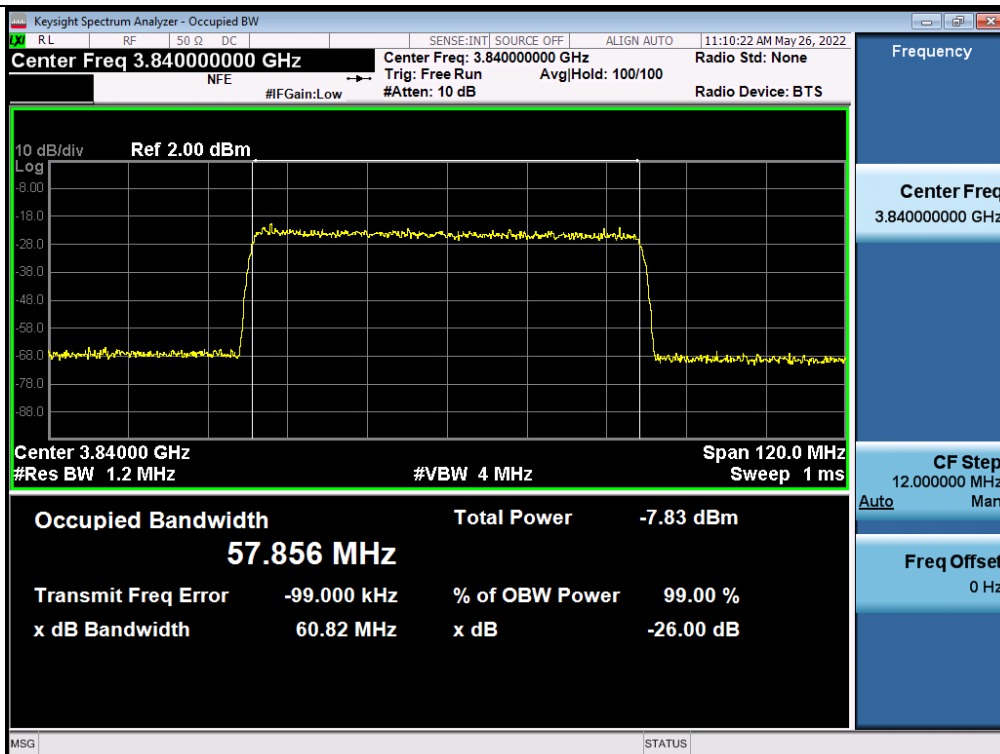 Keysight Spectrum Analyzer - Occupied BW
LXI RL RF 50 Ω DC SENSE:INT SOURCE OFF ALIGN AUTO 11:10:22 AM May 26, 2022
Center Freq 3.840000000 GHz
NFE
#IFGain:Low
Center Freq: 3.840000000 GHz
Trig: Free Run Avg|Hold: 100/100
#Atten: 10 dB
Radio Std: None
Radio Device: BTS
10 dB/div Ref 2.00 dBm
Log
-8.00
-18.0
-28.0
-38.0
-48.0
-58.0
-68.0
-78.0
-88.0
Center 3.84000 GHz Span 120.0 MHz
#Res BW 1.2 MHz #VBW 4 MHz Sweep 1 ms
Occupied Bandwidth Total Power -7.83 dBm
57.856 MHz
Transmit Freq Error -99.000 kHz % of OBW Power 99.00 %
x dB Bandwidth 60.82 MHz x dB -26.00 dB
MSG STATUS
Frequency
Center Freq
3.840000000 GHz
CF Step
12.000000 MHz
Auto Man
Freq Offset
0 Hz